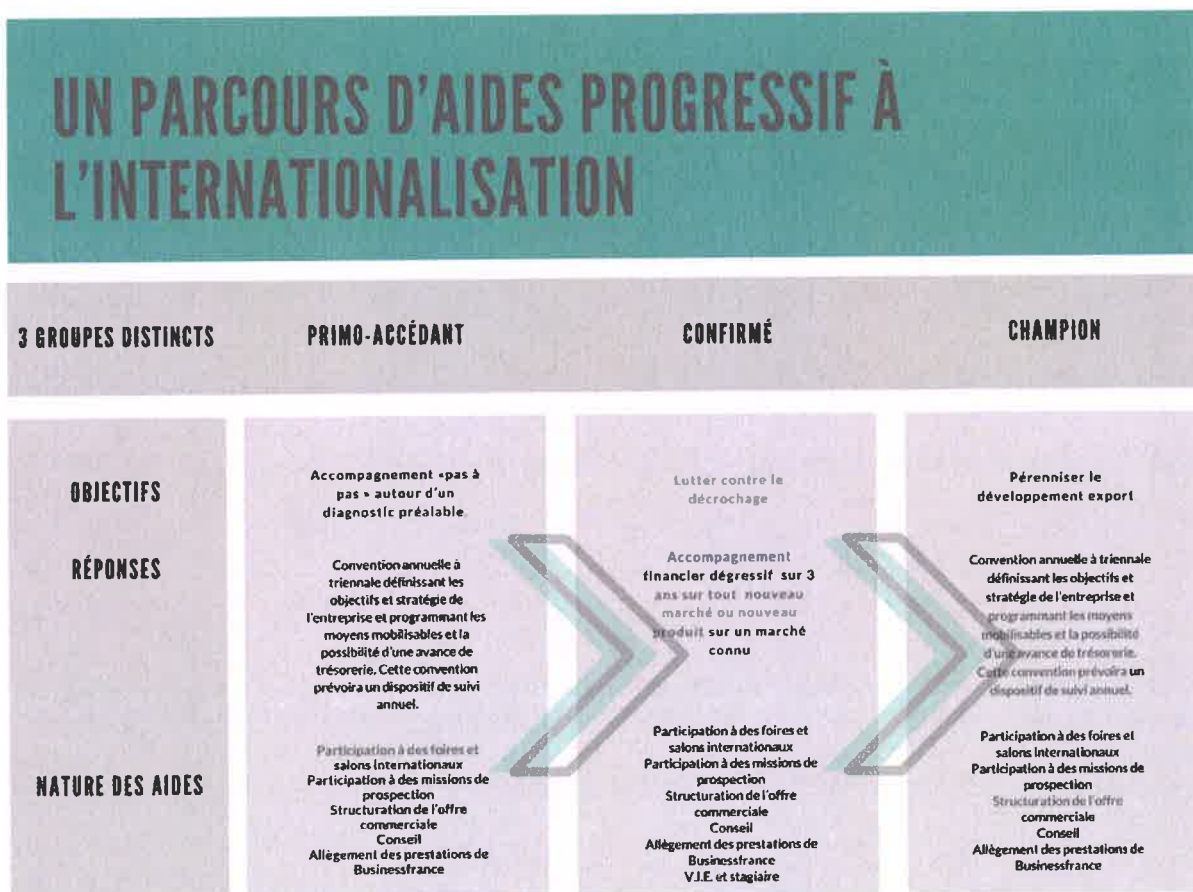 UN PARCOURS D'AIDES PROGRESSIF À
L'INTERNATIONALISATION
3 GROUPES DISTINCTS
PRIMO-ACCÉDANT
CONFIRMÉ
CHAMPION
OBJECTIFS
Accompagnement «pas à
pas » autour d'un
diagnostic préalable
Lutter contre le
décrochage
Pérenniser le
développement export
RÉPONSES
Convention annuelle à
triennale définissant les
objectifs et stratégie de
l'entreprise et programmant les
moyens mobilisables et la
possibilité d'une avance de
trésorerie. Cette convention
prévoira un dispositif de suivi
annuel.
Accompagnement
financier dégressif sur 3
ans sur tout nouveau
marché ou nouveau
produit sur un marché
connu
Convention annuelle à triennale
définissant les objectifs et
stratégie de l'entreprise et
programmant les moyens
mobilisables et la possibilité
d'une avance de trésorerie.
Cette convention prévoira un
dispositif de suivi annuel.
NATURE DES AIDES
Participation à des foires et
salons Internationaux
Participation à des missions de
prospection
Structuration de l'offre
commerciale
Conseil
Allègement des prestations de
Businessfrance
Participation à des foires et
salons internationaux
Participation à des missions de
prospection
Structuration de l'offre
commerciale
Conseil
Allègement des prestations de
Businessfrance
V.I.E. et stagiaire
Participation à des foires et
salons Internationaux
Participation à des missions de
prospection
Structuration de l'offre
commerciale
Conseil
Allègement des prestations de
Businessfrance